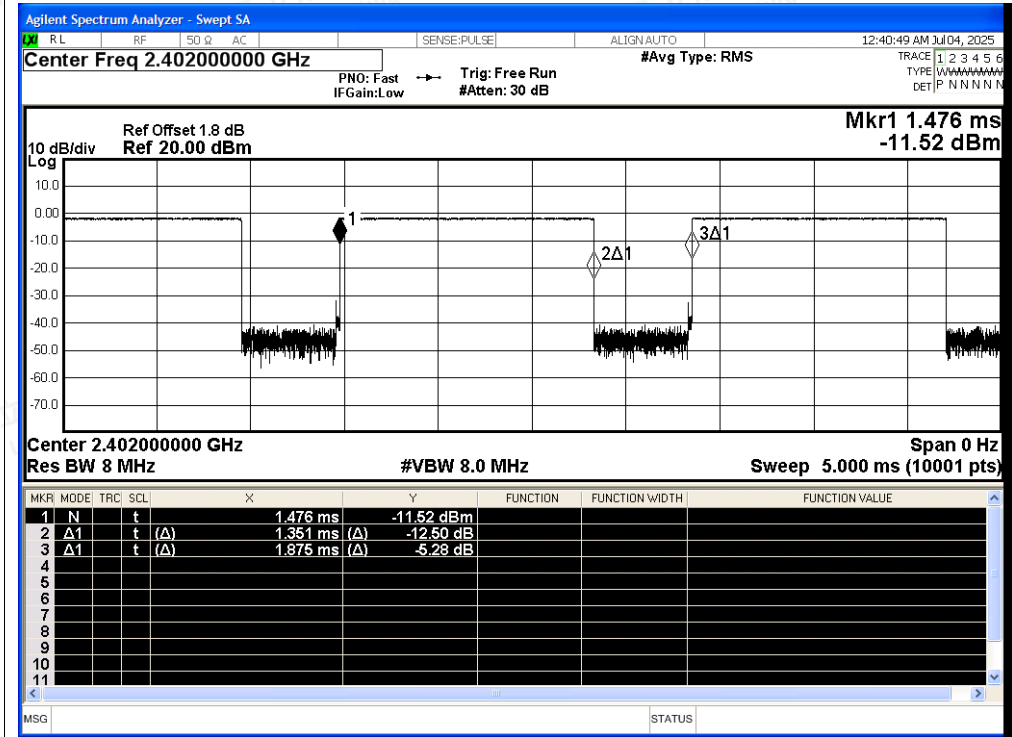 Agilent Spectrum Analyzer - Swept SA
LXI RL RF 50 Ω AC SENSE:PULSE ALIGN AUTO 12:40:49 AM Jul 04, 2025
Center Freq 2.402000000 GHz #Avg Type: RMS TRACE 1 2 3 4 5 6
PNO: Fast Trig: Free Run TYPE WWWWWW
IFGain:Low #Atten: 30 dB DET P N N N N N
Mkr1 1.476 ms
-11.52 dBm
Ref Offset 1.8 dB
10 dB/div Ref 20.00 dBm
Log
10.0
0.00
-10.0
-20.0
-30.0
-40.0
-50.0
-60.0
-70.0
1
2Δ1
3Δ1
Center 2.402000000 GHz Span 0 Hz
Res BW 8 MHz #VBW 8.0 MHz Sweep 5.000 ms (10001 pts)
MKR MODE TRC SCL X Y FUNCTION FUNCTION WIDTH FUNCTION VALUE
1 N t 1.476 ms -11.52 dBm
2 Δ1 t (Δ) 1.351 ms (Δ) -12.50 dB
3 Δ1 t (Δ) 1.875 ms (Δ) -5.28 dB
4
5
6
7
8
9
10
11
MSG STATUS